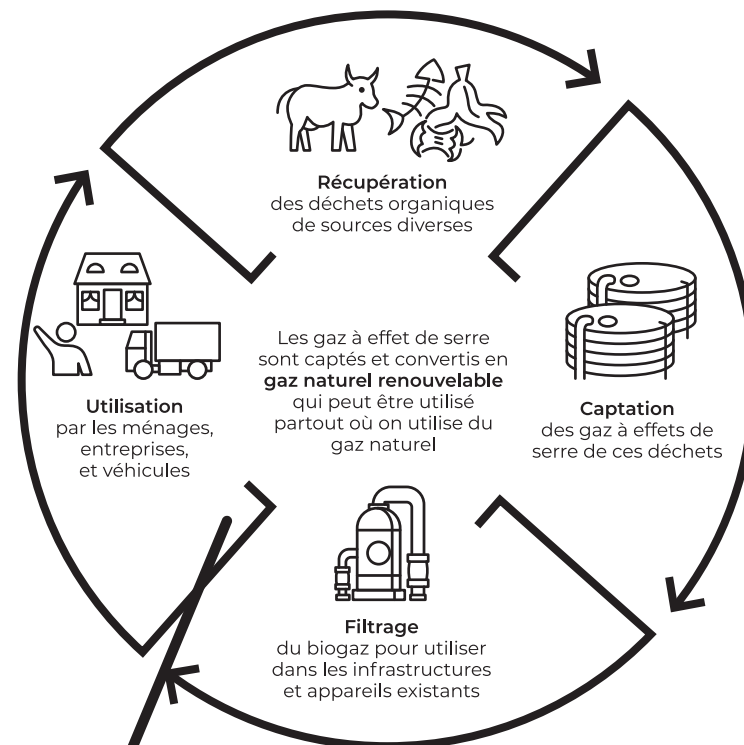 Récupération
des déchets organiques
de sources diverses
Les gaz à effet de serre
sont captés et convertis en
gaz naturel renouvelable
qui peut être utilisé
partout où on utilise du
gaz naturel
Utilisation
par les ménages,
entreprises,
et véhicules
Captation
des gaz à effets de
serre de ces déchets
Filtrage
du biogaz pour utiliser
dans les infrastructures
et appareils existants